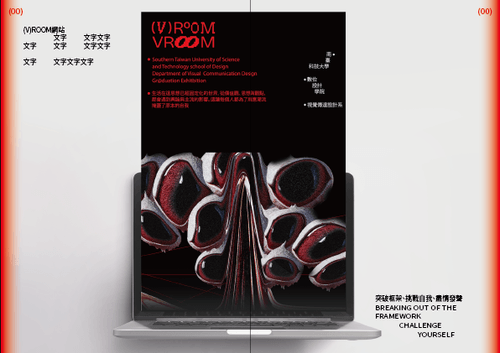 (00)
(00)
(V)ROOM網站
文字 文字文字
文字 文字 文字文字
文字 文字文字文字
(V)ROOM
VROOM
Southern Taiwan University of Science
and Technology school of Design
Department of Visual Communication Design
Graduation Exhibition
南
臺
科技大學
數位
設計
學院
視覺傳達設計系
突破框架、挑戰自我、盡情發聲
BREAKING OUT OF THE
FRAMEWORK
CHALLENGE
YOURSELF